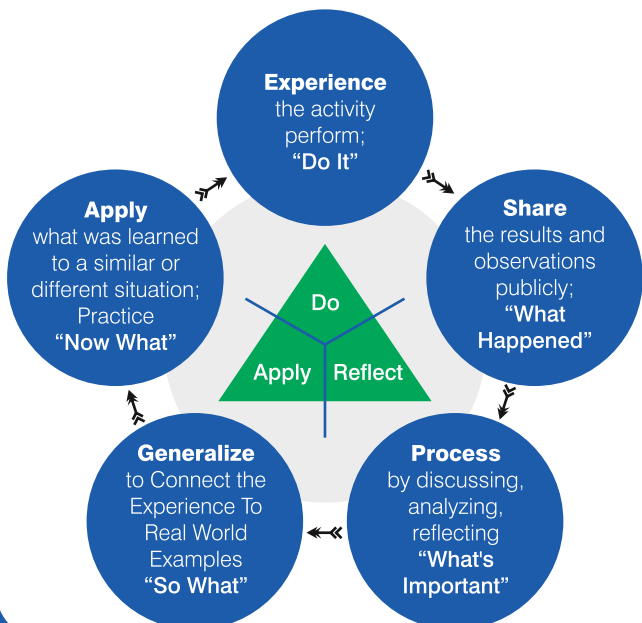 Experience
the activity
perform;
“Do It”
Share
the results and
observations
publicly;
“What
Happened”
Process
by discussing,
analyzing,
reflecting
“What's
Important”
Generalize
to Connect the
Experience To
Real World
Examples
“So What”
Apply
what was learned
to a similar or
different situation;
Practice
“Now What”
Do
Apply
Reflect